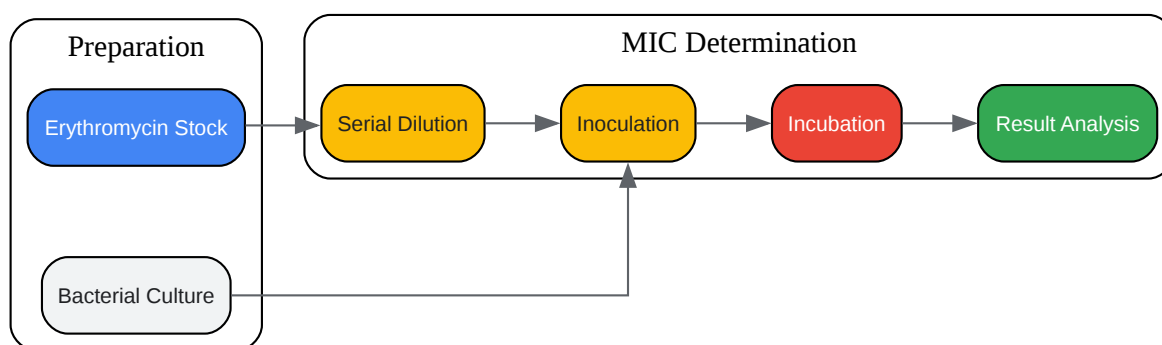 Preparation
MIC Determination
Erythromycin Stock
Serial Dilution
Inoculation
Incubation
Result Analysis
Bacterial Culture